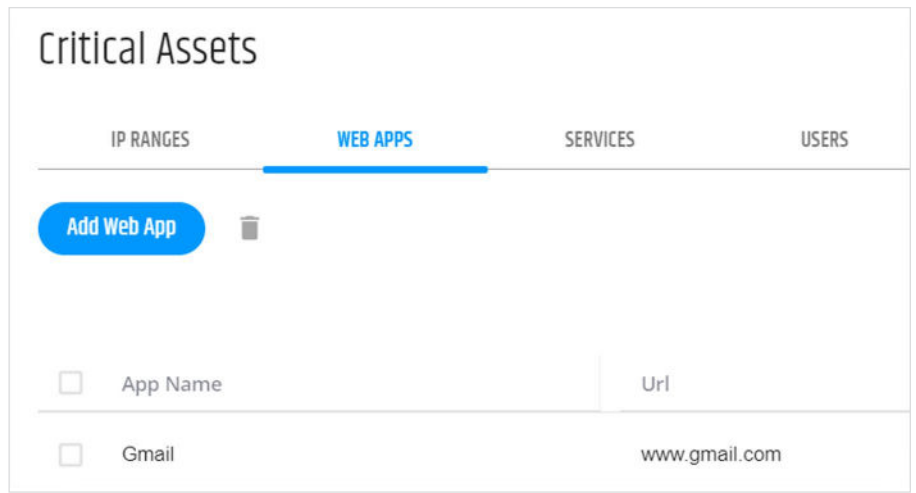 Critical Assets
IP RANGES WEB APPS SERVICES USERS
Add Web App
App Name Url
Gmail www.gmail.com